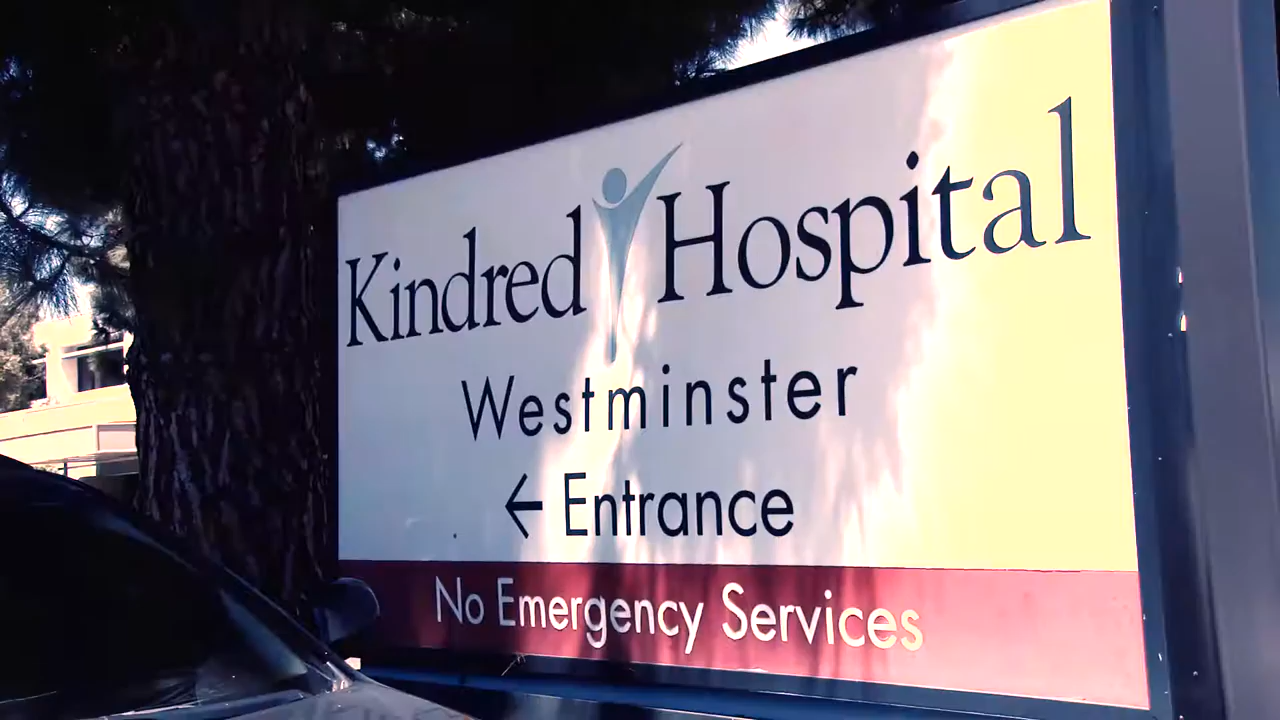 Kindred Hospital
Westminster
← Entrance
No Emergency Services